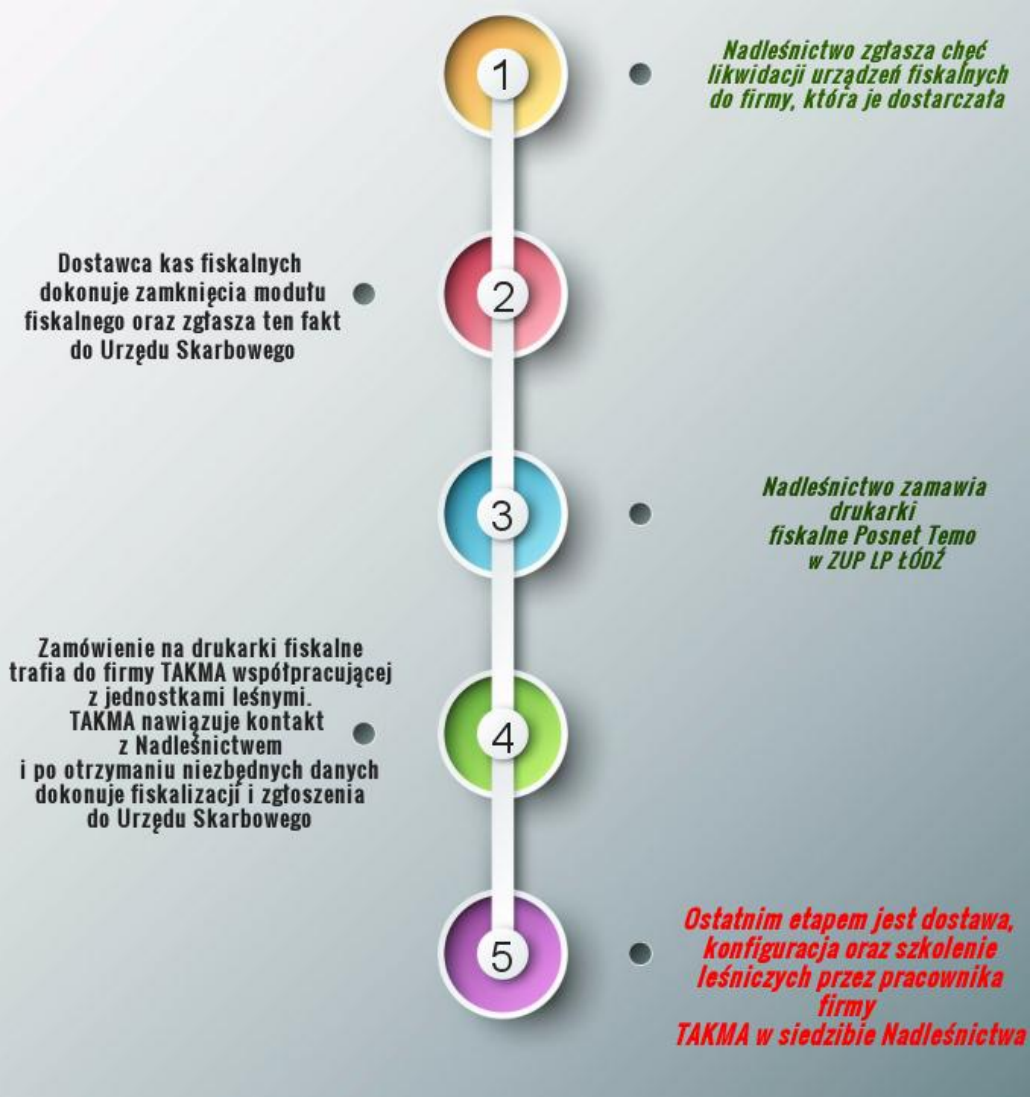 1
Nadleśnictwo zgłasza chęć
likwidacji urządzeń fiskalnych
do firmy, która je dostarczała
Dostawca kas fiskalnych
dokonuje zamknięcia modułu
fiskalnego oraz zgłasza ten fakt
do Urzędu Skarbowego
2
3
Nadleśnictwo zamawia
drukarki
fiskalne Posnet Temo
w ZUP LP ŁÓDŹ
Zamówienie na drukarki fiskalne
trafia do firmy TAKMA współpracującej
z jednostkami leśnymi.
TAKMA nawiązuje kontakt
z Nadleśnictwem
i po otrzymaniu niezbędnych danych
dokonuje fiskalizacji i zgłoszenia
do Urzędu Skarbowego
4
5
Ostatnim etapem jest dostawa,
konfiguracja oraz szkolenie
leśniczych przez pracownika
firmy
TAKMA w siedzibie Nadleśnictwa